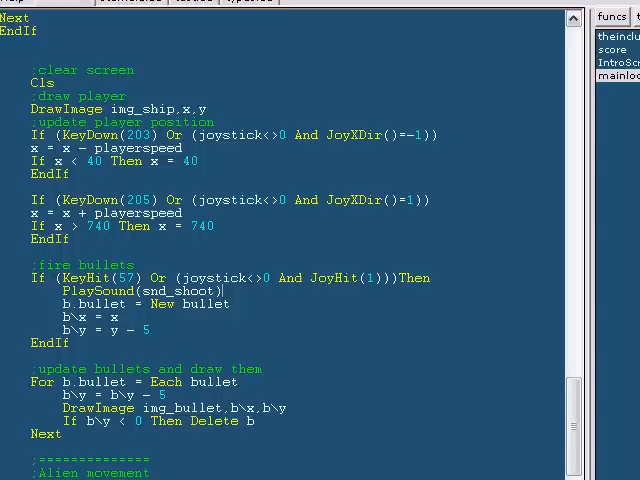 Next
EndIf
;clear screen
Cls
;draw player
DrawImage img_ship,x,y
;update player position
If (KeyDown(203) Or (joystick<>0 And JoyXDir()=-1))
x = x - playerspeed
If x < 40 Then x = 40
EndIf
If (KeyDown(205) Or (joystick<>0 And JoyXDir()=1))
x = x + playerspeed
If x > 740 Then x = 740
EndIf
;fire bullets
If (KeyHit(57) Or (joystick<>0 And JoyHit(1)))Then
PlaySound(snd_shoot)
b.bullet = New bullet
b\x = x
b\y = y - 5
EndIf
;update bullets and draw them
For b.bullet = Each bullet
b\y = b\y - 5
DrawImage img_bullet,b\x,b\y
If b\y < 0 Then Delete b
Next
;==============
;Alien movement
funcs
theinclu
score
IntroScr
mainloo